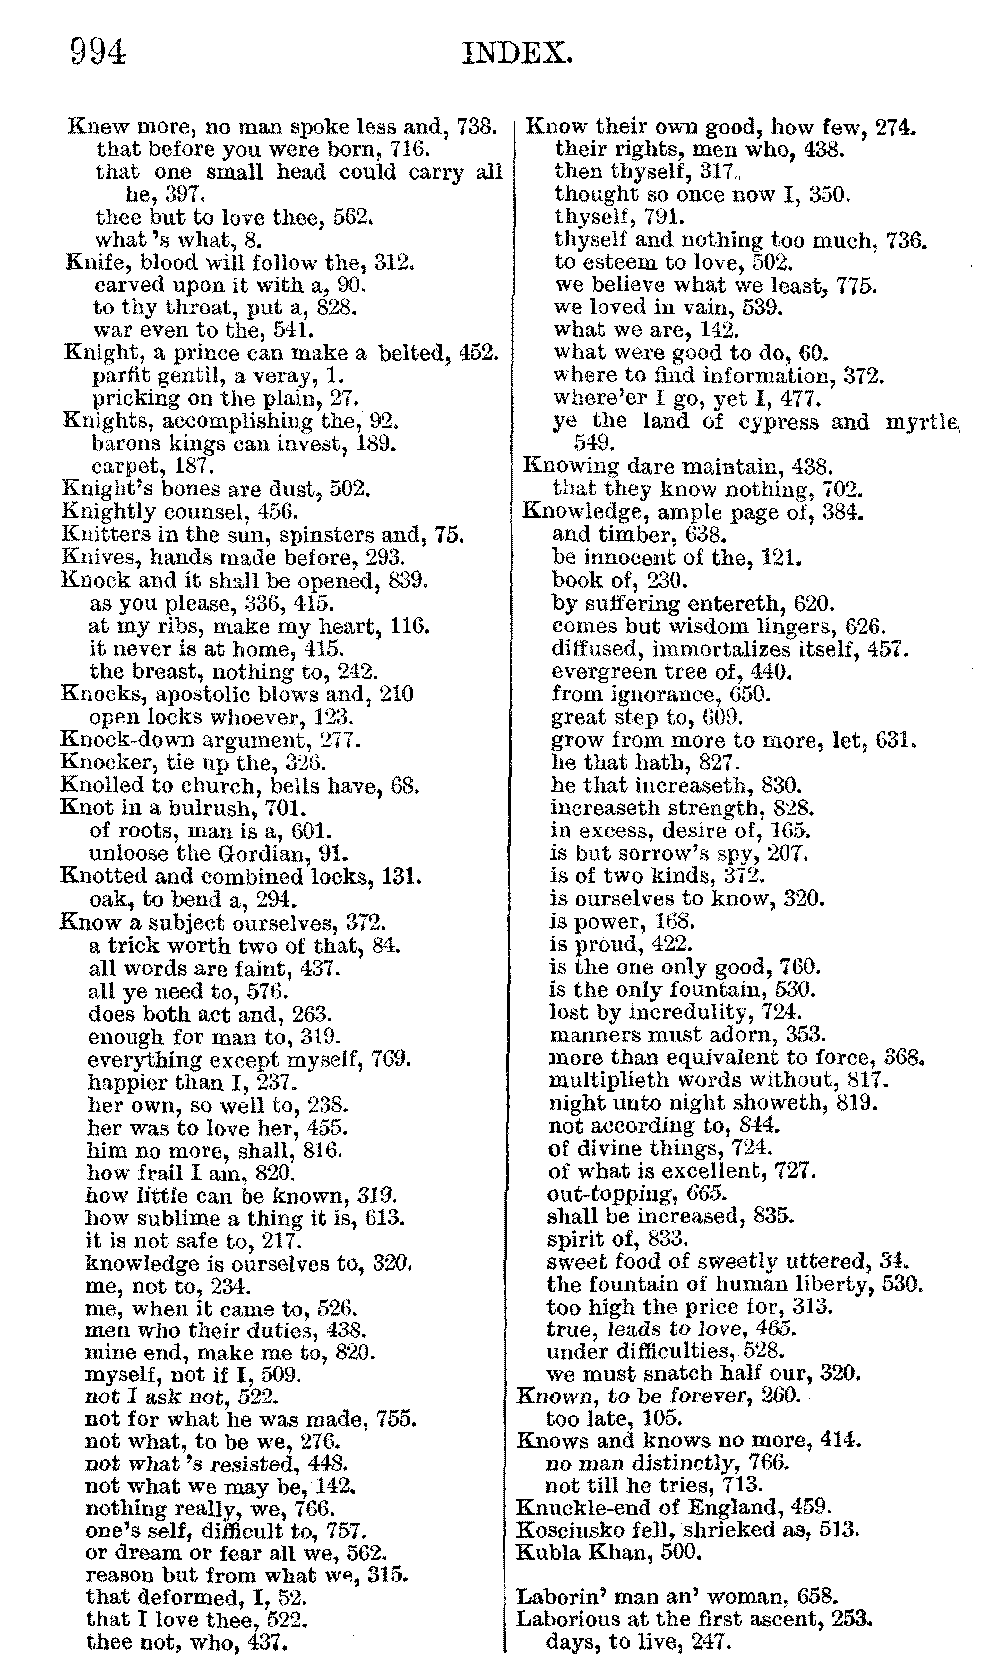 994 INDEX.
Knew more, no man spoke less and, 738.
that before you were born, 716.
that one small head could carry all
he, 397.
thee but to love thee, 562.
what 's what, 8.
Knife, blood will follow the, 312.
carved upon it with a, 90.
to thy throat, put a, 828.
war even to the, 541.
Knight, a prince can make a belted, 452.
parfit gentil, a veray, 1.
pricking on the plain, 27.
Knights, accomplishing the, 92.
barons kings can invest, 189.
carpet, 187.
Knight's bones are dust, 502.
Knightly counsel, 456.
Knitters in the sun, spinsters and, 75.
Knives, hands made before, 293.
Knock and it shall be opened, 839.
as you please, 336, 415.
at my ribs, make my heart, 116.
it never is at home, 415.
the breast, nothing to, 242.
Knocks, apostolic blows and, 210
open locks whoever, 123.
Knock-down argument, 277.
Knocker, tie up the, 326.
Knolled to church, bells have, 68.
Knot in a bulrush, 701.
of roots, man is a, 601.
unloose the Gordian, 91.
Knotted and combined locks, 131.
oak, to bend a, 294.
Know a subject ourselves, 372.
a trick worth two of that, 84.
all words are faint, 437.
all ye need to, 576.
does both act and, 263.
enough for man to, 319.
everything except myself, 769.
happier than I, 237.
her own, so well to, 238.
her was to love her, 455.
him no more, shall, 816.
how frail I am, 820.
how little can be known, 319.
how sublime a thing it is, 613.
it is not safe to, 217.
knowledge is ourselves to, 320.
me, not to, 234.
me, when it came to, 526.
men who their duties, 438.
mine end, make me to, 820.
myself, not if I, 509.
not I ask not, 522.
not for what he was made, 755.
not what, to be we, 276.
not what 's resisted, 448.
not what we may be, 142.
nothing really, we, 766.
one's self, difficult to, 757.
or dream or fear all we, 562.
reason but from what we, 315.
that deformed, I, 52.
that I love thee, 522.
thee not, who, 437.
Know their own good, how few, 274.
their rights, men who, 438.
then thyself, 317.
thought so once now I, 350.
thyself, 791.
thyself and nothing too much, 736.
to esteem to love, 502.
we believe what we least, 775.
we loved in vain, 539.
what we are, 142.
what were good to do, 60.
where to find information, 372.
where'er I go, yet I, 477.
ye the land of cypress and myrtle,
549.
Knowing dare maintain, 438.
that they know nothing, 702.
Knowledge, ample page of, 384.
and timber, 638.
be innocent of the, 121.
book of, 230.
by suffering entereth, 620.
comes but wisdom lingers, 626.
diffused, immortalizes itself, 457.
evergreen tree of, 440.
from ignorance, 650.
great step to, 609.
grow from more to more, let, 631.
he that hath, 827.
he that increaseth, 830.
increaseth strength, 828.
in excess, desire of, 165.
is but sorrow's spy, 207.
is of two kinds, 372.
is ourselves to know, 320.
is power, 168.
is proud, 422.
is the one only good, 760.
is the only fountain, 530.
lost by incredulity, 724.
manners must adorn, 353.
more than equivalent to force, 368.
multiplieth words without, 817.
night unto night showeth, 819.
not according to, 844.
of divine things, 724.
of what is excellent, 727.
out-topping, 665.
shall be increased, 835.
spirit of, 833.
sweet food of sweetly uttered, 34.
the fountain of human liberty, 530.
too high the price for, 313.
true, leads to love, 465.
under difficulties, 528.
we must snatch half our, 320.
Known, to be forever, 260.
too late, 105.
Knows and knows no more, 414.
no man distinctly, 766.
not till he tries, 713.
Knuckle-end of England, 459.
Kosciusko fell, shrieked as, 513.
Kubla Khan, 500.
Laborin' man an' woman, 658.
Laborious at the first ascent, 253.
days, to live, 247.